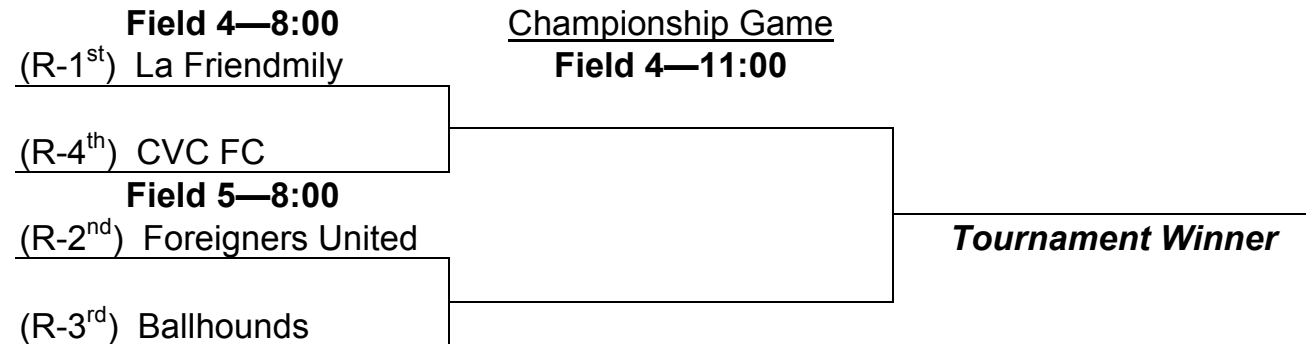 Field 4—8:00
Championship Game
(R-1st) La Friendmily
Field 4—11:00
(R-4th) CVC FC
Field 5—8:00
(R-2nd) Foreigners United
Tournament Winner
(R-3rd) Ballhounds